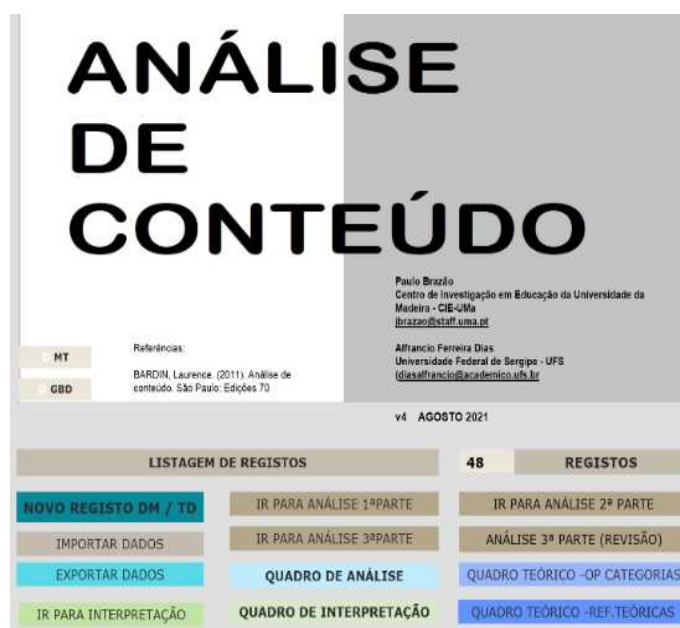 ANÁLISE
DE
CONTEÚDO
Paulo Brazão
Centro de Investigação em Educação da Universidade da
Madeira - CIE-UMa
jbrazao@staff.uma.pt
Alfrancio Ferreira Dias
Universidade Federal de Sergipe - UFS
(diasalfrancio@academico.ufs.br
MT
GBD
Referências:
BARDIN, Laurence. (2011). Análise de
conteúdo. São Paulo: Edições 70
v4 AGOSTO 2021
LISTAGEM DE REGISTOS
48 REGISTOS
NOVO REGISTO DM / TD
IR PARA ANÁLISE 1ªPARTE
IR PARA ANÁLISE 2ª PARTE
IMPORTAR DADOS
IR PARA ANÁLISE 3ªPARTE
ANÁLISE 3ª PARTE (REVISÃO)
EXPORTAR DADOS
QUADRO DE ANÁLISE
QUADRO TEÓRICO -OP CATEGORIAS
IR PARA INTERPRETAÇÃO
QUADRO DE INTERPRETAÇÃO
QUADRO TEÓRICO -REF.TEÓRICAS